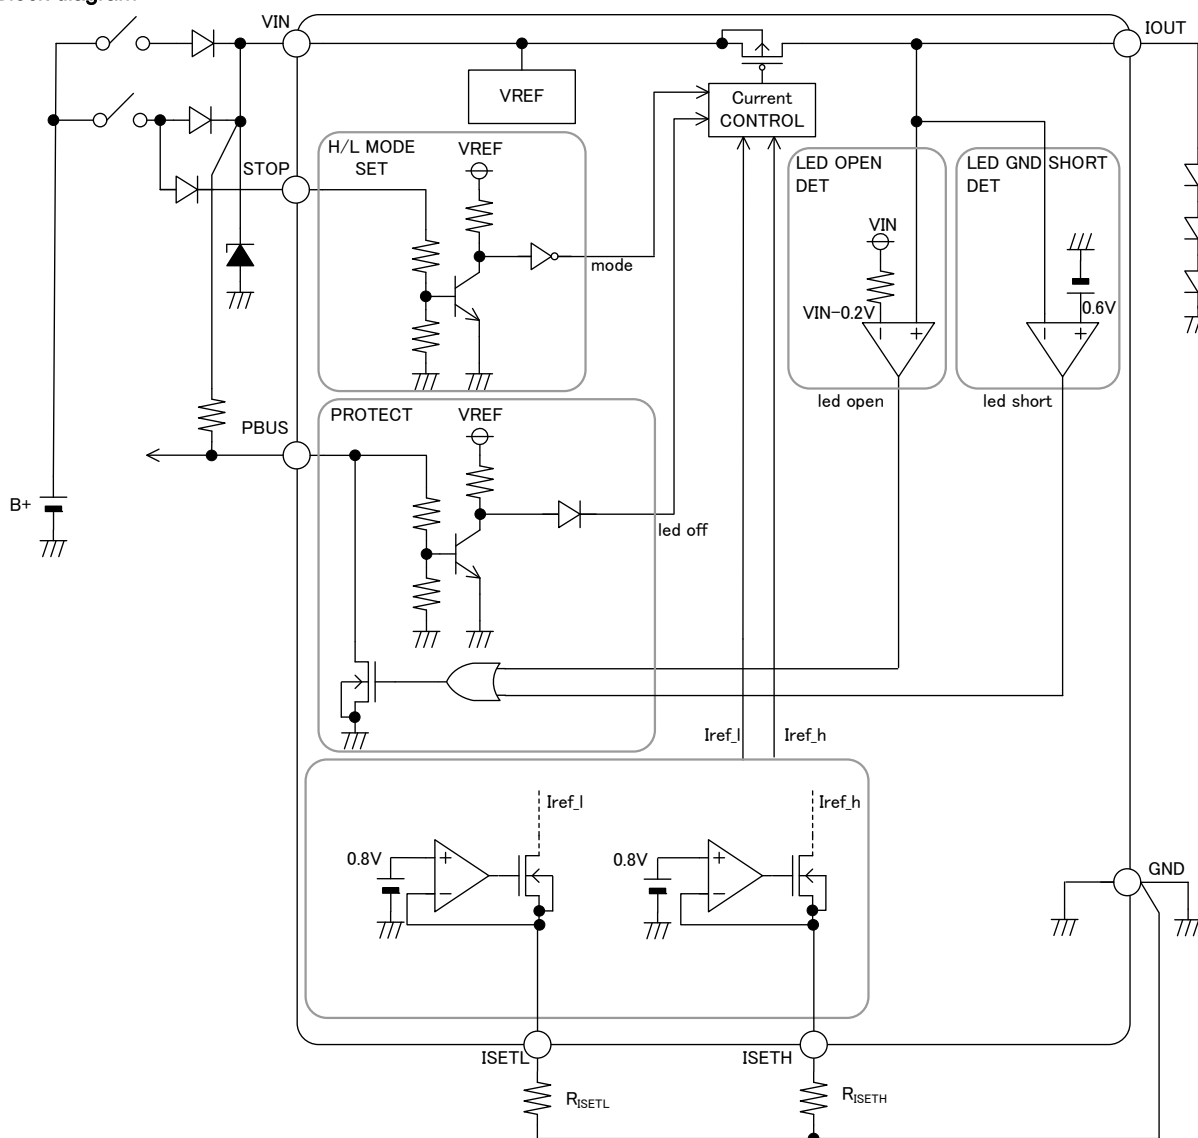 VIN
IOUT
VREF
Current
CONTROL
H/L MODE
SET
VREF
STOP
mode
LED OPEN
DET
VIN
VIN-0.2V
led open
LED GND SHORT
DET
0.6V
led short
PBUS
PROTECT
VREF
led off
B+
Iref_l
Iref_h
Iref_l
Iref_h
0.8V
+
-
0.8V
+
-
GND
ISETL
ISETH
RISETL
RISETH